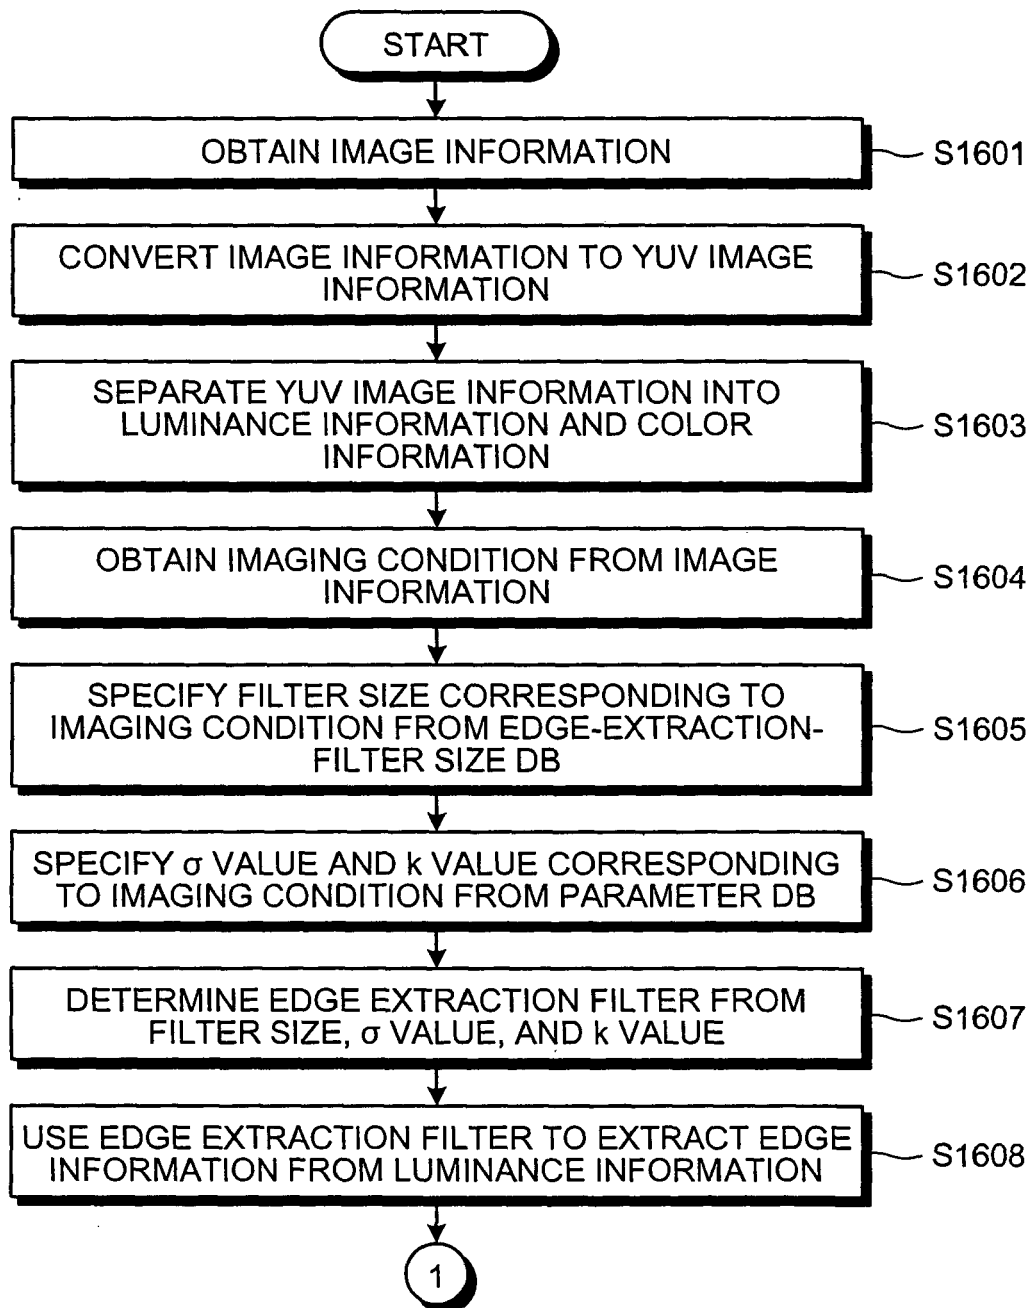 START
OBTAIN IMAGE INFORMATION
S1601
CONVERT IMAGE INFORMATION TO YUV IMAGE
INFORMATION
S1602
SEPARATE YUV IMAGE INFORMATION INTO
LUMINANCE INFORMATION AND COLOR
INFORMATION
S1603
OBTAIN IMAGING CONDITION FROM IMAGE
INFORMATION
S1604
SPECIFY FILTER SIZE CORRESPONDING TO
IMAGING CONDITION FROM EDGE-EXTRACTION-
FILTER SIZE DB
S1605
SPECIFY σ VALUE AND k VALUE CORRESPONDING
TO IMAGING CONDITION FROM PARAMETER DB
S1606
DETERMINE EDGE EXTRACTION FILTER FROM
FILTER SIZE, σ VALUE, AND k VALUE
S1607
USE EDGE EXTRACTION FILTER TO EXTRACT EDGE
INFORMATION FROM LUMINANCE INFORMATION
S1608
1